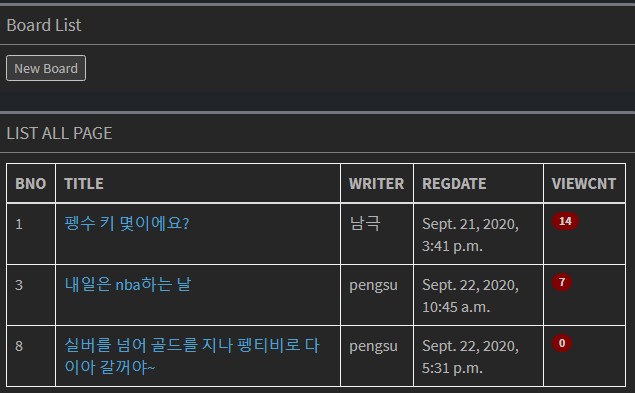 Board List
New Board
LIST ALL PAGE
BNO TITLE WRITER REGDATE VIEWCNT
1 펭수 키 몇이에요? 남극 Sept. 21, 2020, 14
3:41 p.m.
3 내일은 nba하는 날 pengsu Sept. 22, 2020, 7
10:45 a.m.
8 실버를 넘어 골드를 지나 펭티비로 다 pengsu Sept. 22, 2020, 0
이아 갈꺼야~ 5:31 p.m.